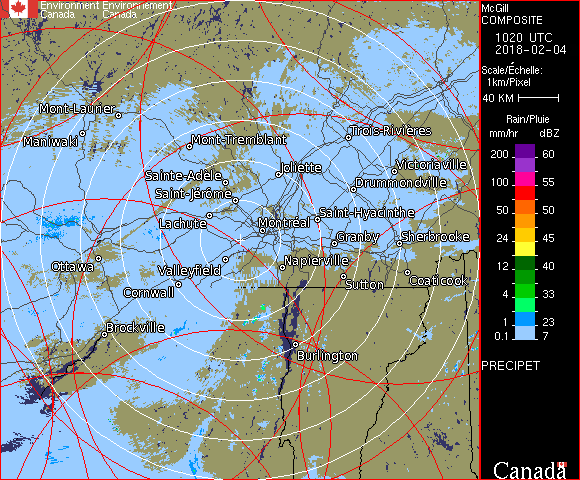 Environment Environnement
Canada Canada
Mont-Laurier
Maniwaki
Mont-Tremblant
Trois-Rivières
Joliette
Victoriaville
Sainte-Adèle
Drummondville
Saint-Jérôme
Lachute
Montréal
Saint-Hyacinthe
Granby
Sherbrooke
Ottawa
Valleyfield
Napierville
Cornwall
Sutton
Coaticook
Brockville
Burlington
McGill
COMPOSITE
1020 UTC
2018-02-04
Scale/Échelle:
1km/Pixel
40 KM
Rain/Pluie
mm/hr dBZ
200 60
100 55
50 50
24 45
12 40
4 33
1 23
0.1 7
PRECIPET
Canada